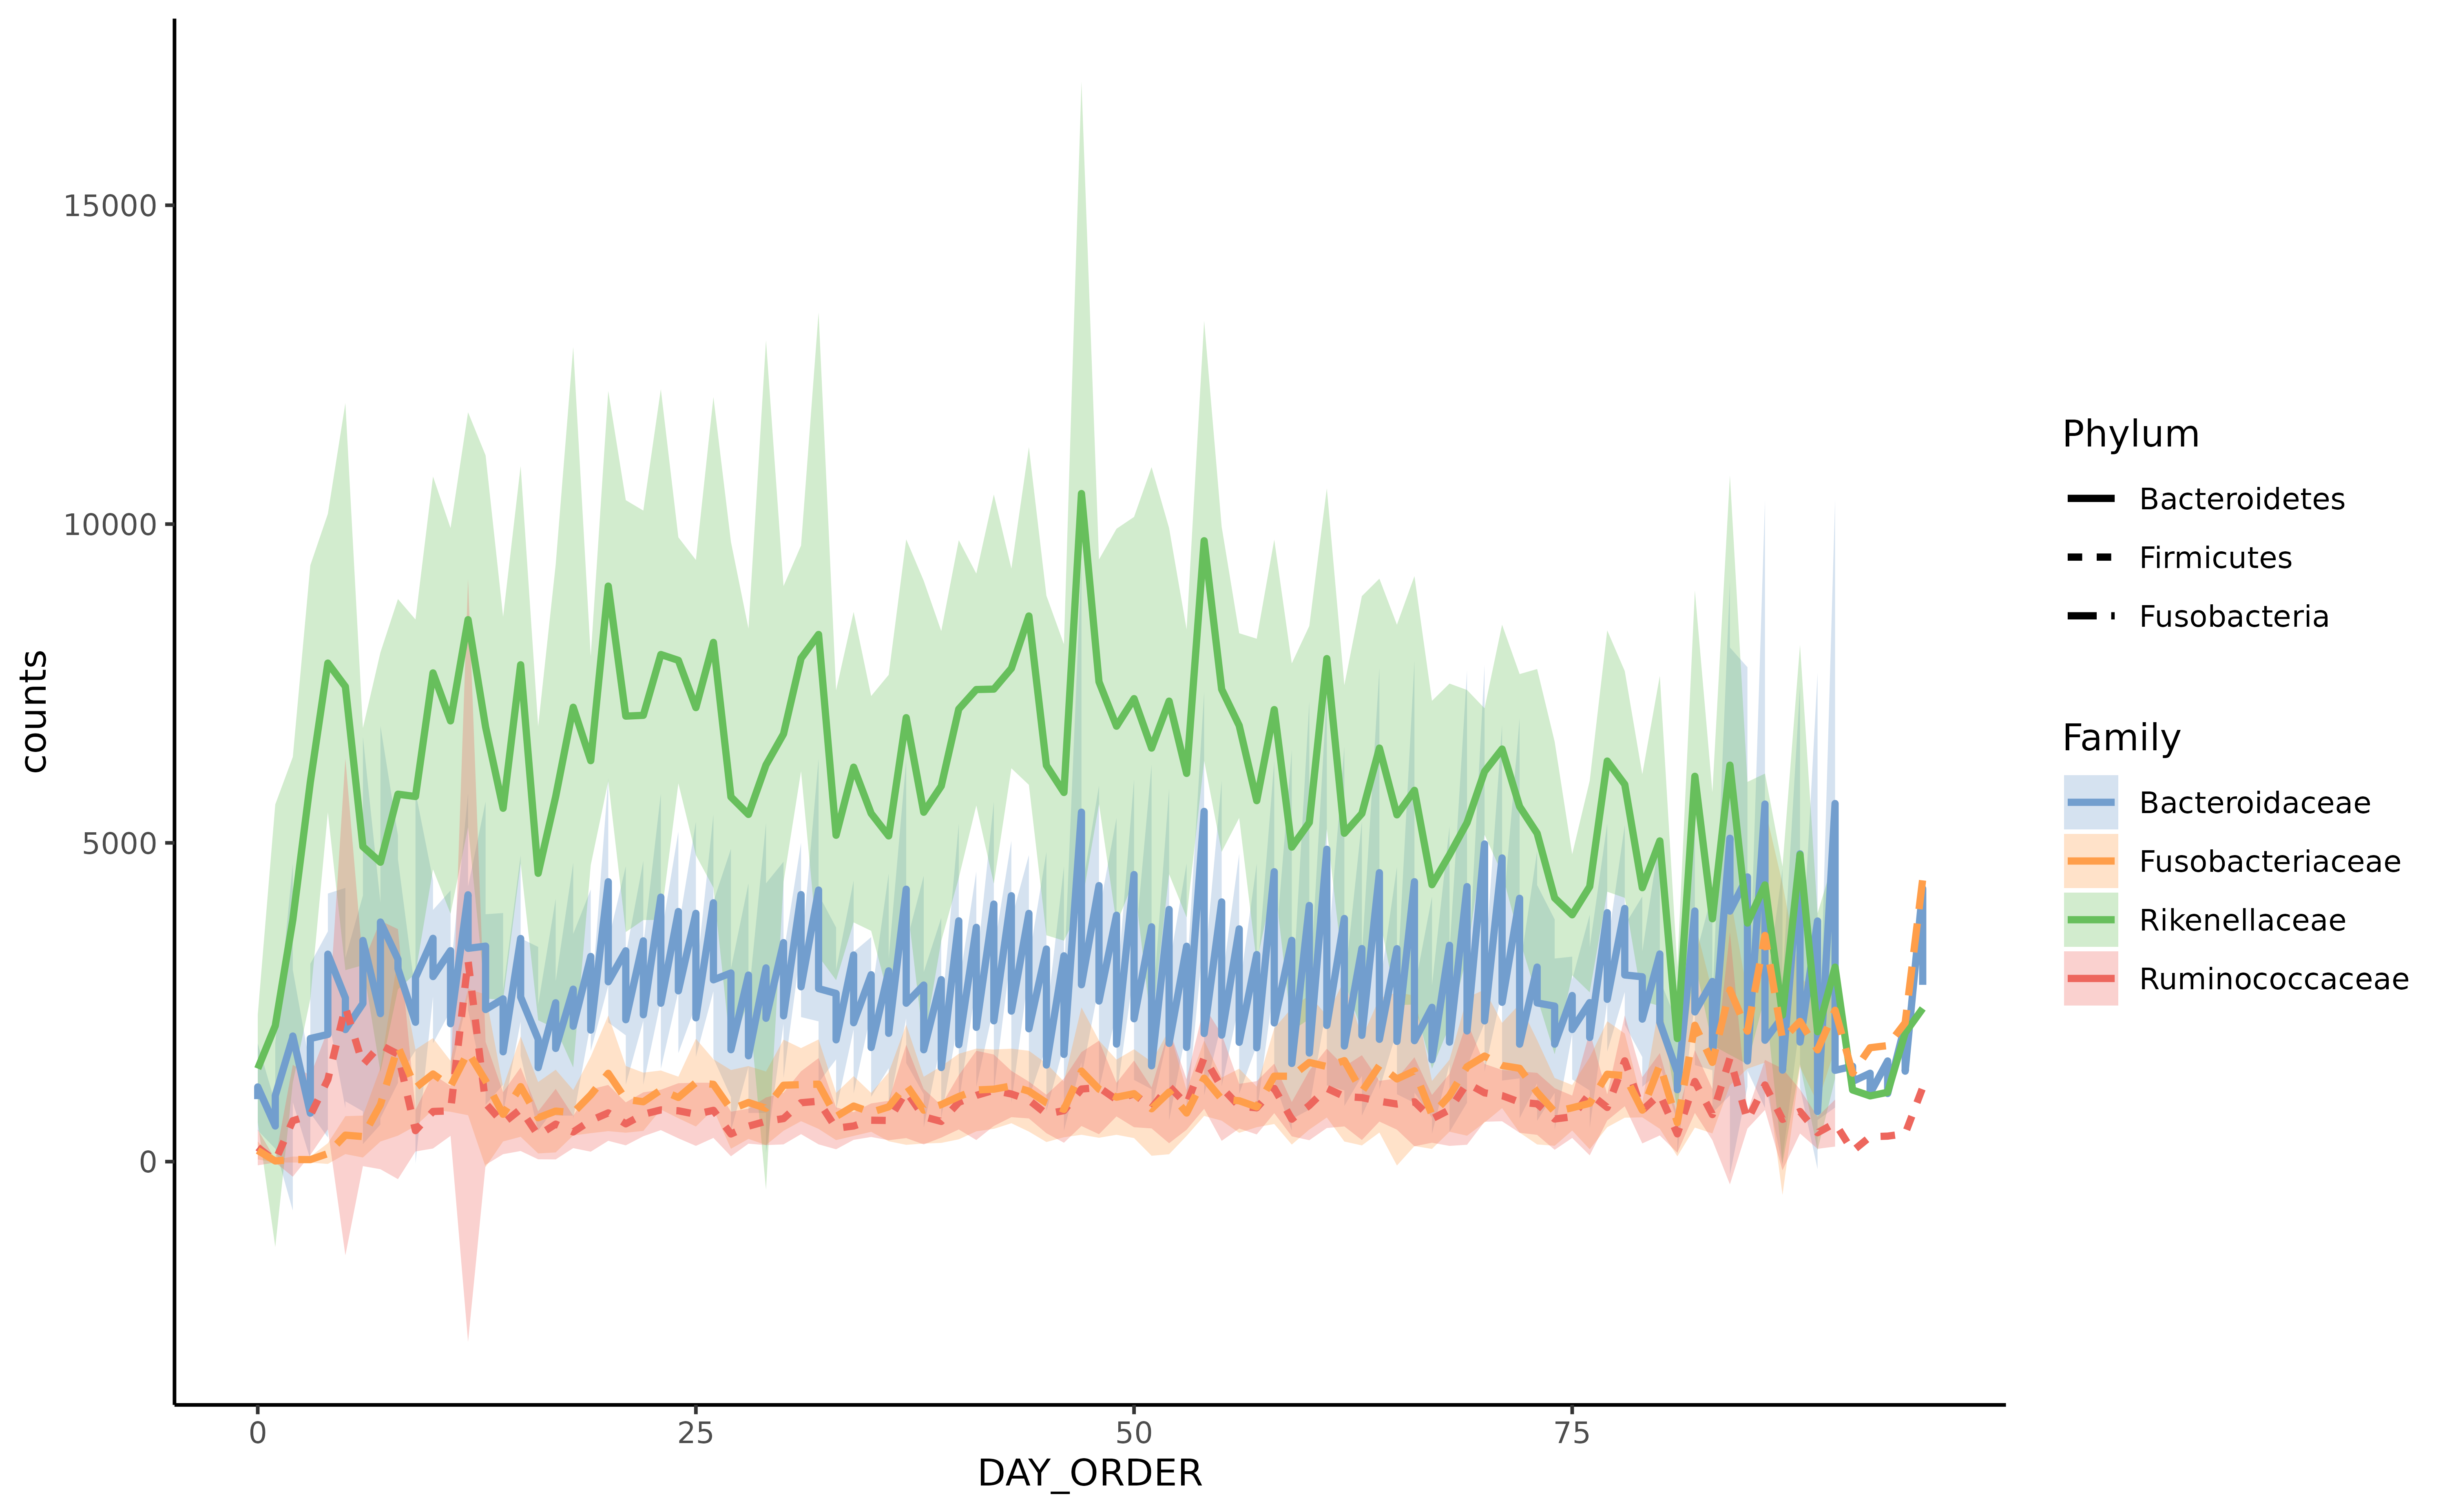 15000
10000
5000
0
counts
0 25 50 75
DAY_ORDER
Phylum
Bacteroidetes
Firmicutes
Fusobacteria
Family
Bacteroidaceae
Fusobacteriaceae
Rikenellaceae
Ruminococcaceae